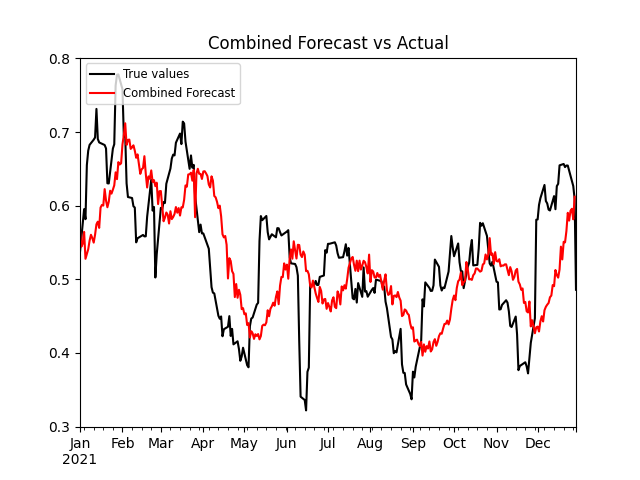 Combined Forecast vs Actual
True values
Combined Forecast
0.8
0.7
0.6
0.5
0.4
0.3
Jan Feb Mar Apr May Jun Jul Aug Sep Oct Nov Dec
2021